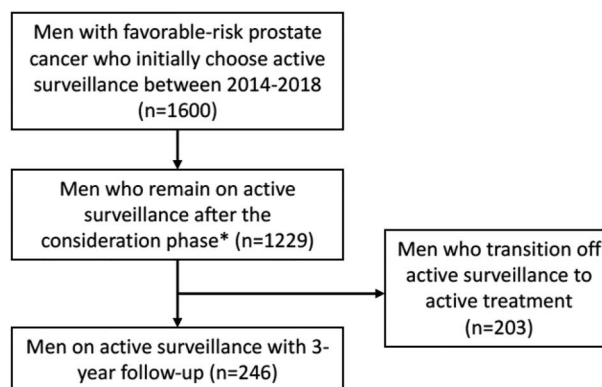 Men with favorable-risk prostate
cancer who initially choose active
surveillance between 2014-2018
(n=1600)
Men who remain on active
surveillance after the
consideration phase* (n=1229)
Men who transition off
active surveillance to
active treatment
(n=203)
Men on active surveillance with 3-
year follow-up (n=246)